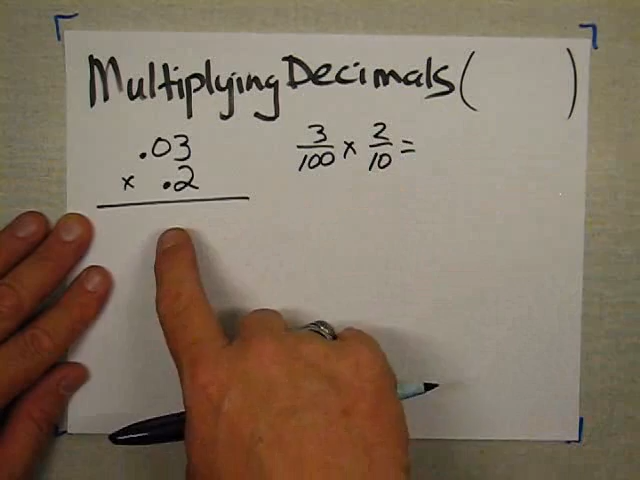 Multiplying Decimals ( )
.03
x .2
3/100 x 2/10 =